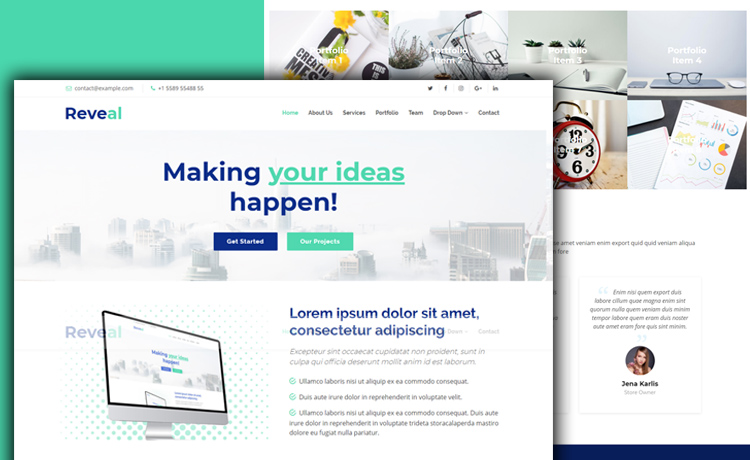 Portfolio
Item 1
Portfolio
Item 2
Portfolio
Item 3
Portfolio
Item 4
contact@example.com
+1 5589 55488 55
Reveal
Home
About Us
Services
Portfolio
Team
Drop Down
Contact
Making your ideas
happen!
Get Started
Our Projects
Lorem ipsum dolor sit amet,
consectetur adipiscing
Reveal
Down
Contact
Excepteur sint occaecat cupidatat non proident, sunt in
culpa qui officia deserunt mollit anim id est laborum.
Ullamco laboris nisi ut aliquip ex ea commodo consequat.
Duis aute irure dolor in reprehenderit in voluptate velit.
Ullamco laboris nisi ut aliquip ex ea commodo consequat. Duis aute
irure dolor in reprehenderit in voluptate trideta storacalaperda mastiro
dolore eu fugiat nulla pariatur.
amet veniam enim export quid quid veniam aliqua
fore
Enim nisi quem export duis
labore cillum quae magna enim sint
quorum nulla quem veniam duis minim
tempor labore quem eram duis noster
aute amet eram fore quis sint minim.
Jena Karlis
Store Owner